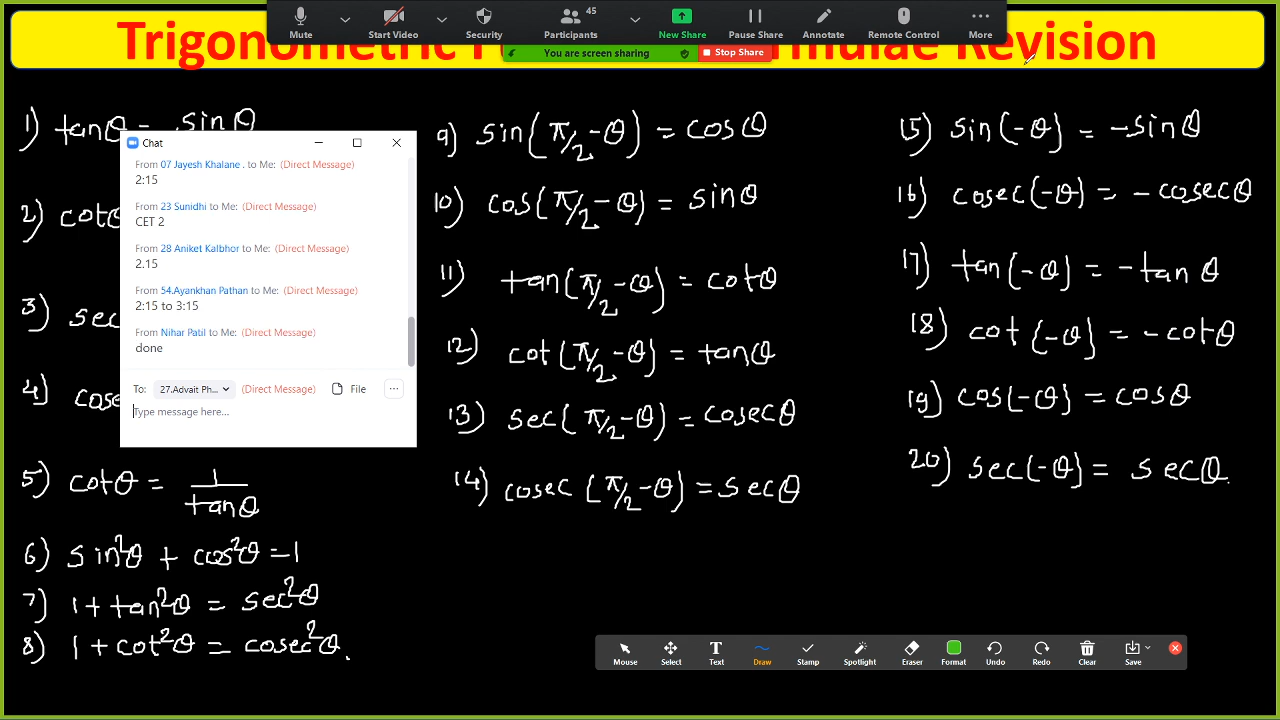 Mute
Start Video
Security
45
Participants
New Share
Pause Share
Annotate
Remote Control
More
You are screen sharing
Stop Share
Trigonometric Revision
1) tanθ = sinθ
2) cotθ
3) sec
4) cose
5) cotθ = 1/tanθ
6) sin²θ + cos²θ = 1
7) 1 + tan²θ = sec²θ
8) 1 + cot²θ = cosec²θ.
Chat
From 07 Jayesh Khalane . to Me: (Direct Message)
2:15
From 23 Sunidhi to Me: (Direct Message)
CET 2
From 28 Aniket Kalbhor to Me: (Direct Message)
2.15
From 54.Ayankhan Pathan to Me: (Direct Message)
2:15 to 3:15
From Nihar Patil to Me: (Direct Message)
done
To: 27.Advait Ph... (Direct Message) File
Type message here...
9) sin(π/2-θ) = cosθ
10) cos(π/2-θ) = sinθ
11) tan(π/2-θ) = cotθ
12) cot(π/2-θ) = tanθ
13) sec(π/2-θ) = cosecθ
14) cosec(π/2-θ) = secθ
15) sin(-θ) = -sinθ
16) cosec(-θ) = -cosecθ
17) tan(-θ) = -tanθ
18) cot(-θ) = -cotθ
19) cos(-θ) = cosθ
20) sec(-θ) = secθ.
Mouse
Select
Text
Draw
Stamp
Spotlight
Eraser
Format
Undo
Redo
Clear
Save